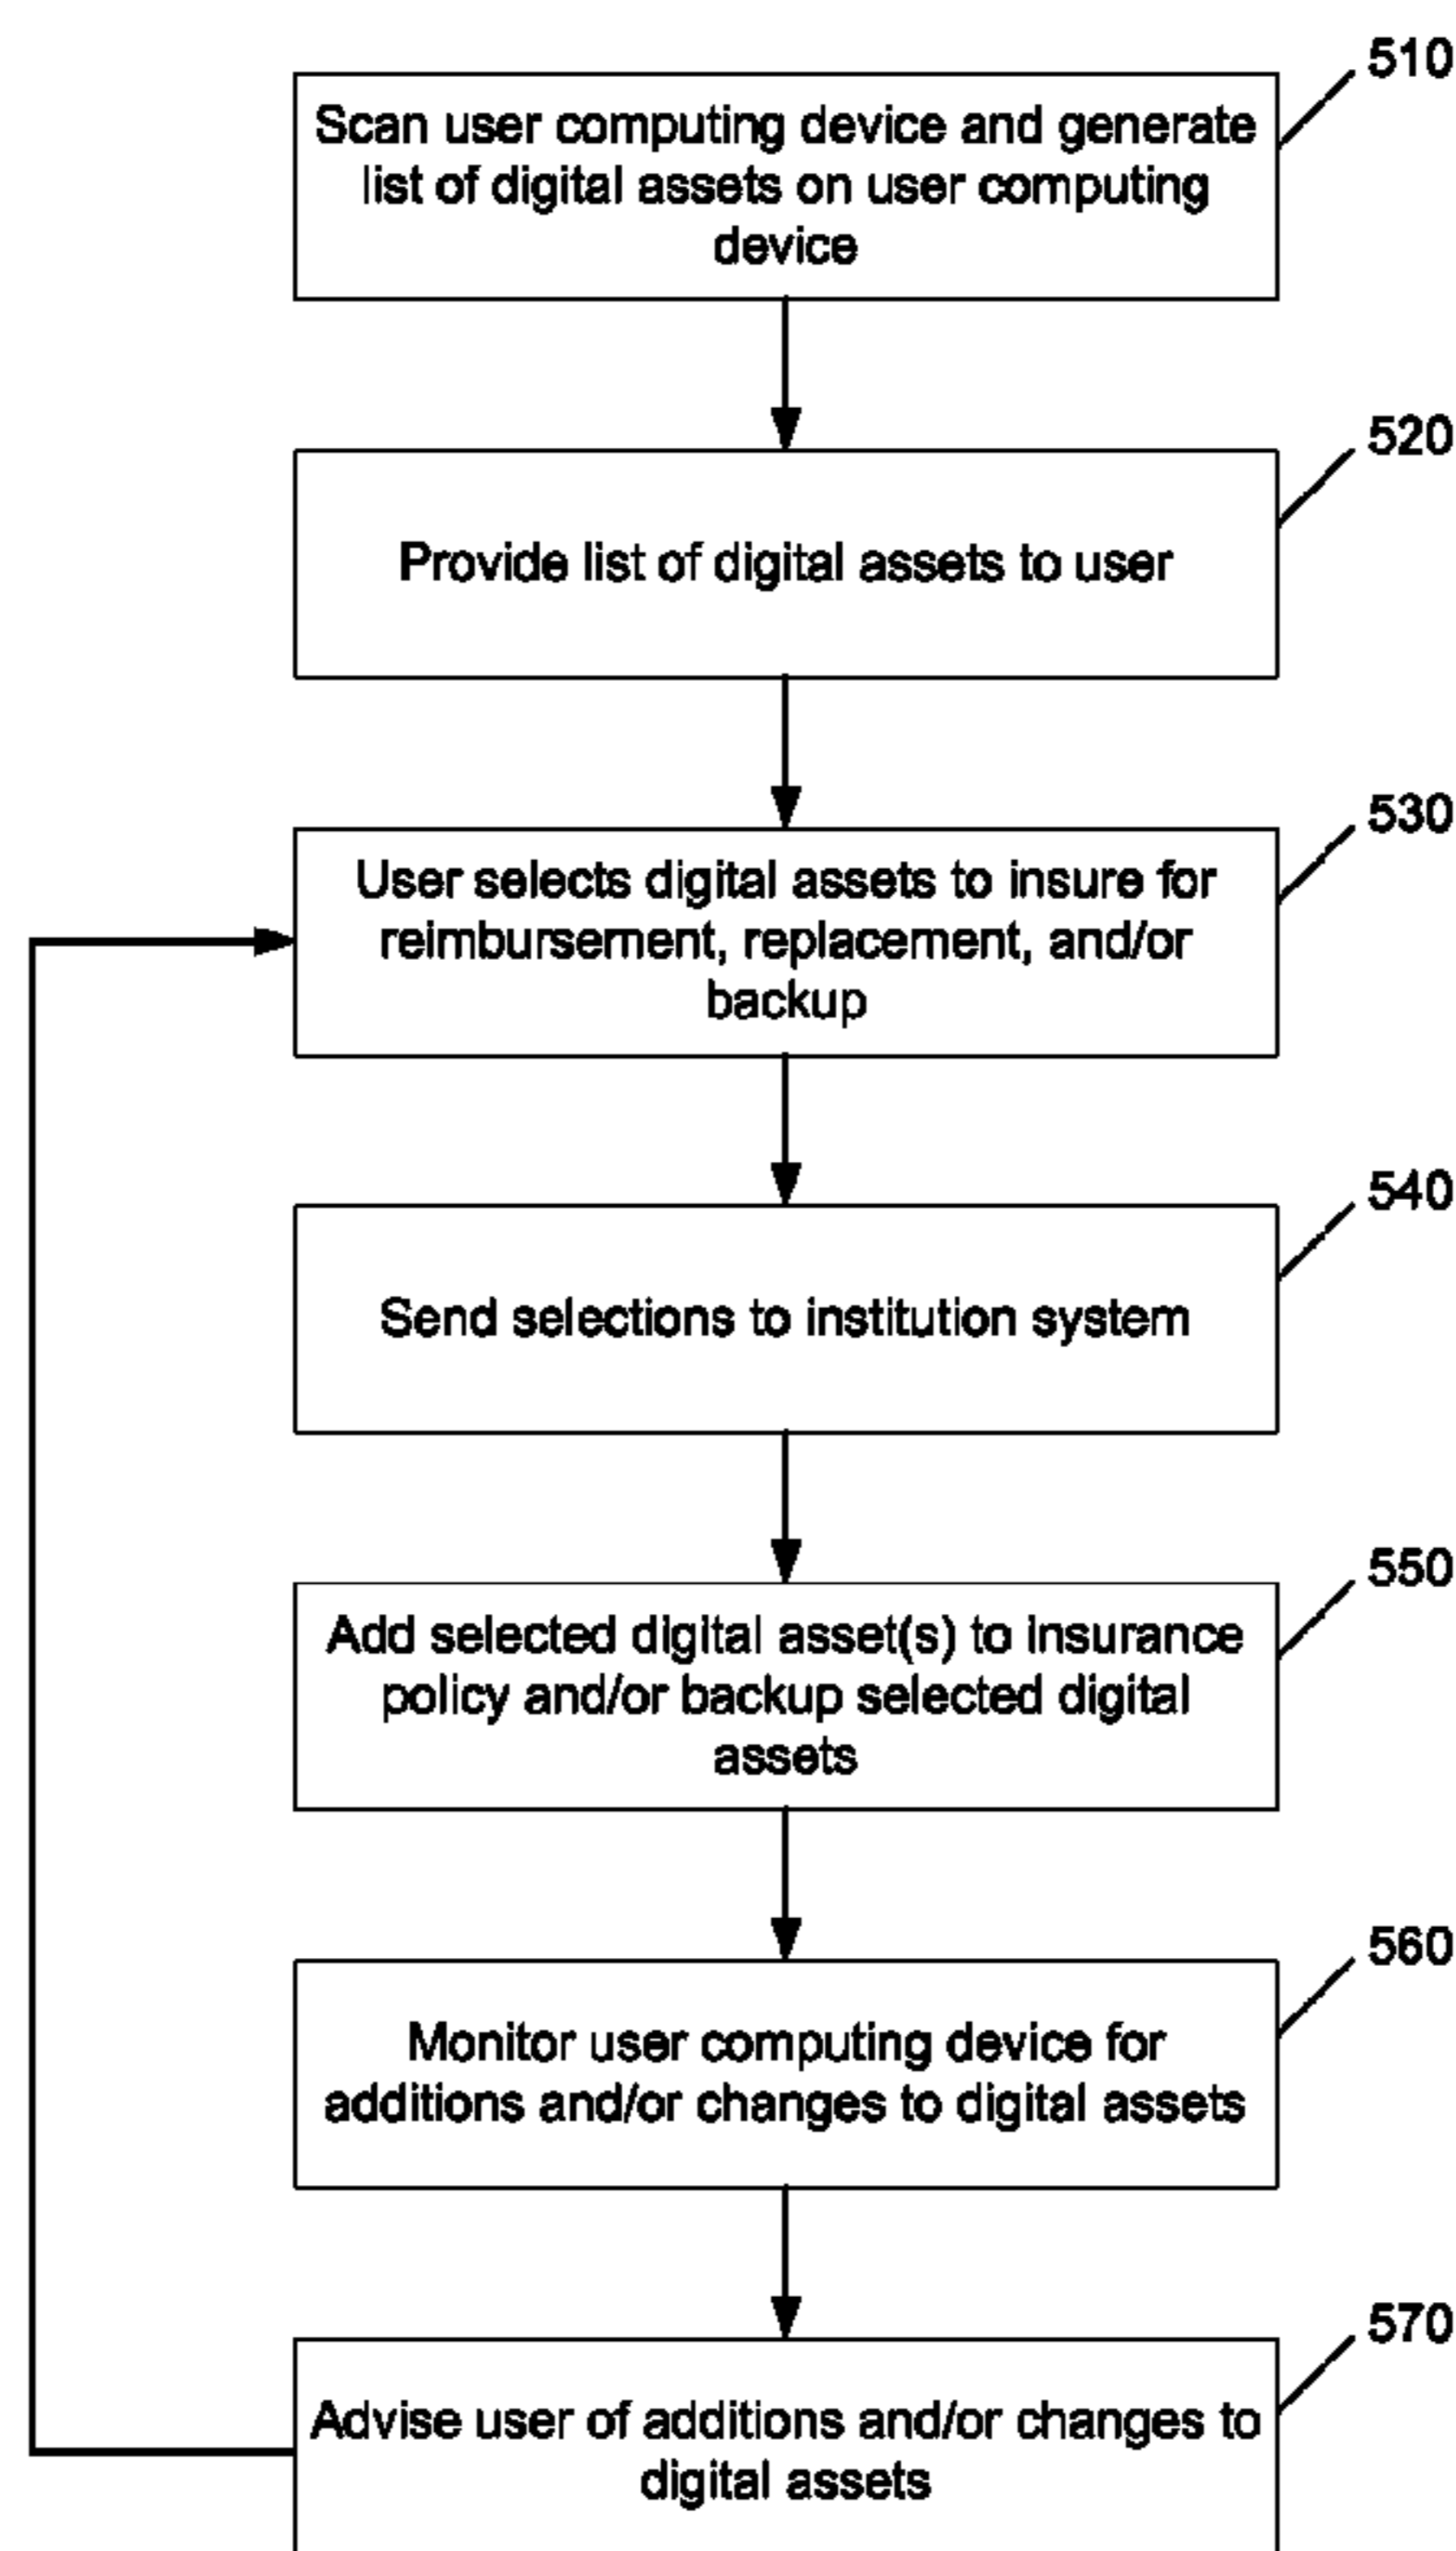 510
Scan user computing device and generate
list of digital assets on user computing
device
520
Provide list of digital assets to user
530
User selects digital assets to insure for
reimbursement, replacement, and/or
backup
540
Send selections to institution system
550
Add selected digital asset(s) to insurance
policy and/or backup selected digital
assets
560
Monitor user computing device for
additions and/or changes to digital assets
570
Advise user of additions and/or changes to
digital assets